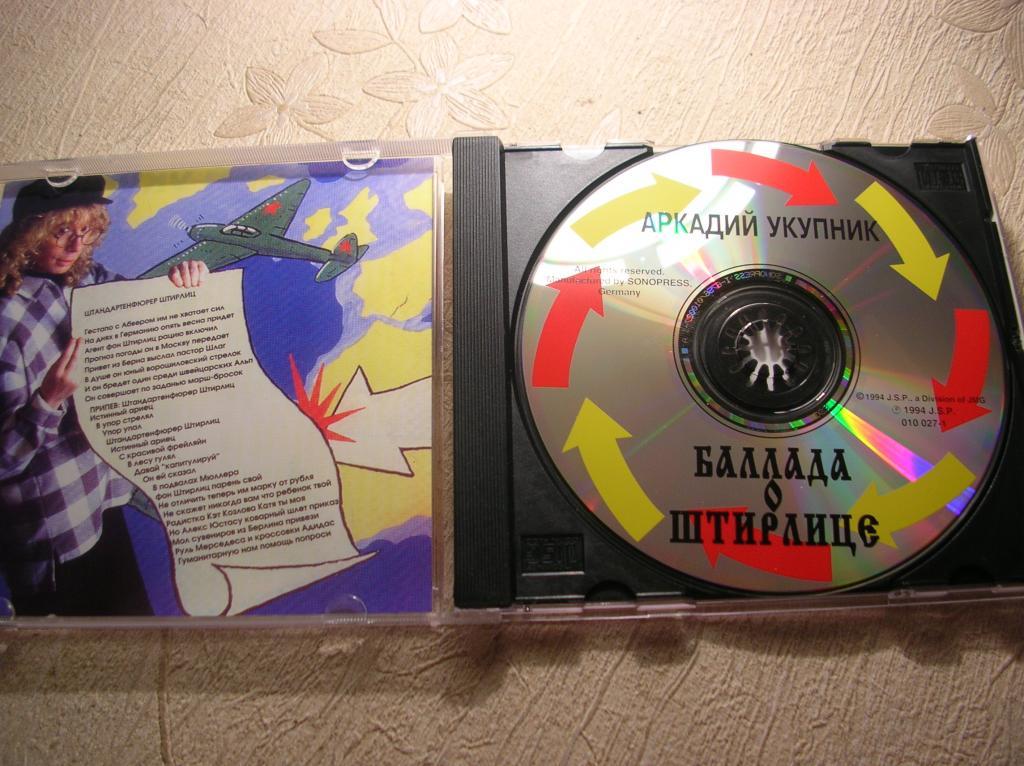 ШТАНДАРТЕНФЮРЕР ШТИРЛИЦ
Гестапо с Абвером им не хватает сил
На днях в Германию опять весна придет
Агент фон Штирлиц рацию включил
Прогноз погоды он в Москву передает
Привет из Берна выслал пастор Шлаг
В душе он юный ворошиловский стрелок
И он бредет один среди швейцарских Альп
Он совершает по заданью марш-бросок
ПРИПЕВ: Штандартенфюрер Штирлиц
Истинный ариец
В упор стрелял
Упор упал
Штандартенфюрер Штирлиц
Истинный ариец
С красивой фрейляйн
В лесу гулял
Давай "капитулируй"
Он ей сказал
В подвалах Мюллера
фон Штирлиц парень свой
Не отличить теперь им марку от рубля
Не скажет никогда вам что ребёнок твой
Радистка Кэт Козлова Катя ты моя
Но Алекс Юстасу коварный шлет приказ
Мол сувениров из Берлина привези
Руль Мерседеса и кроссовки Адидас
Гуманитарную нам помощь попроси
АРКАДИЙ УКУПНИК
All rights reserved.
Manufactured by SONOPRESS.
Germany
© 1994 J.S.P., a Division of JMG
℗ 1994 J.S.P.
010 027-1
БАЛЛАДА
О
ШТИРЛИЦЕ